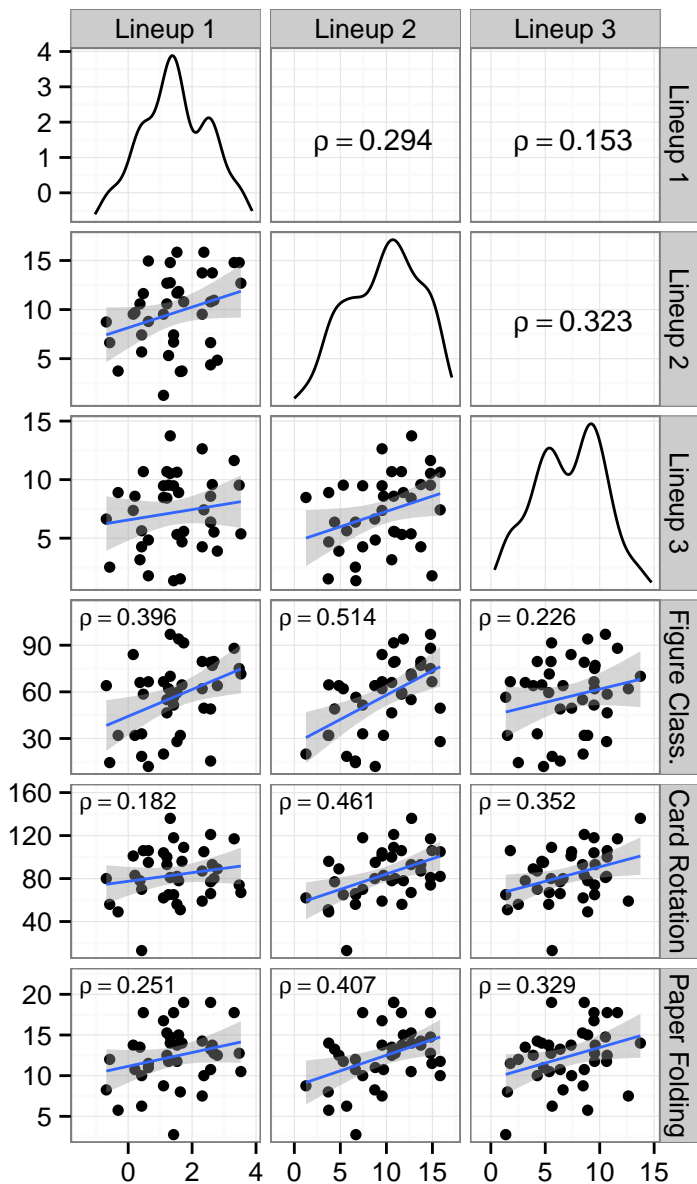 Lineup 1 Lineup 2 Lineup 3
4
3
2
1
0
ρ = 0.294
ρ = 0.153
Lineup 1
15
10
5
ρ = 0.323
Lineup 2
15
10
5
Lineup 3
90
60
30
ρ = 0.396
ρ = 0.514
ρ = 0.226
Figure Class.
160
120
80
40
ρ = 0.182
ρ = 0.461
ρ = 0.352
Card Rotation
20
15
10
5
ρ = 0.251
ρ = 0.407
ρ = 0.329
Paper Folding
0 2 4 0 5 10 15 0 5 10 15